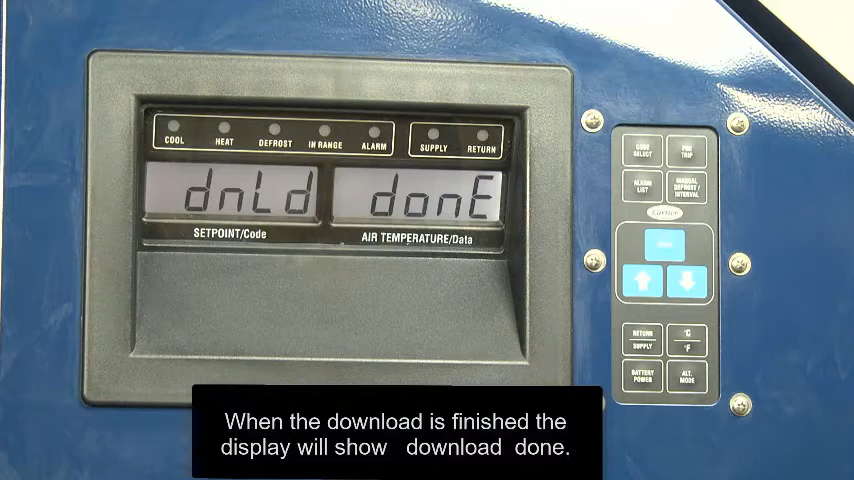 COOL HEAT DEFROST IN RANGE ALARM SUPPLY RETURN
dnLd donE
SETPOINT/Code AIR TEMPERATURE/Data
CODE SELECT
PRE TRIP
ALARM LIST
MANUAL DEFROST / INTERVAL
Carrier
RETURN
SUPPLY
°C
°F
BATTERY POWER
ALT. MODE
When the download is finished the
display will show download done.